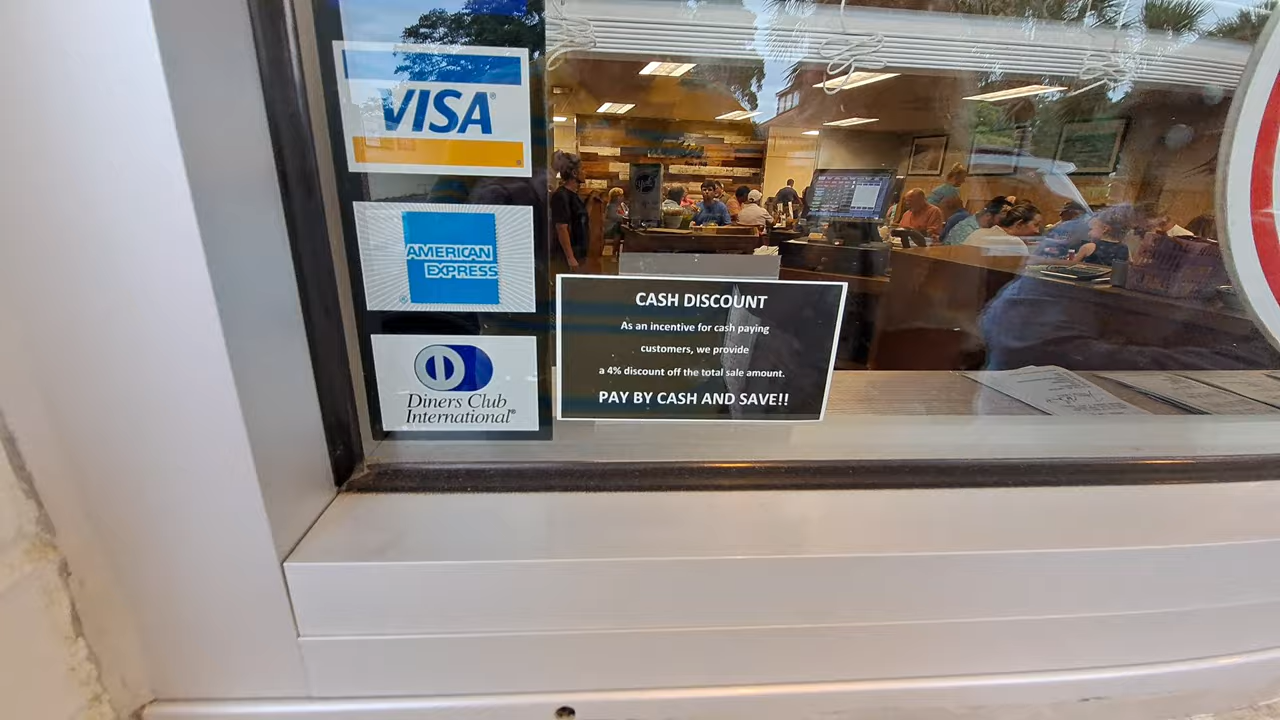 VISA
AMERICAN
EXPRESS
Diners Club
International®
CASH DISCOUNT
As an incentive for cash paying
customers, we provide
a 4% discount off the total sale amount.
PAY BY CASH AND SAVE!!